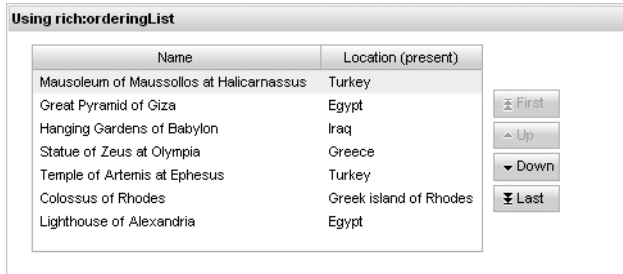 Using rich:orderingList
Name Location (present)
Mausoleum of Maussollos at Halicarnassus Turkey
Great Pyramid of Giza Egypt
Hanging Gardens of Babylon Iraq
Statue of Zeus at Olympia Greece
Temple of Artemis at Ephesus Turkey
Colossus of Rhodes Greek island of Rhodes
Lighthouse of Alexandria Egypt
First
Up
Down
Last